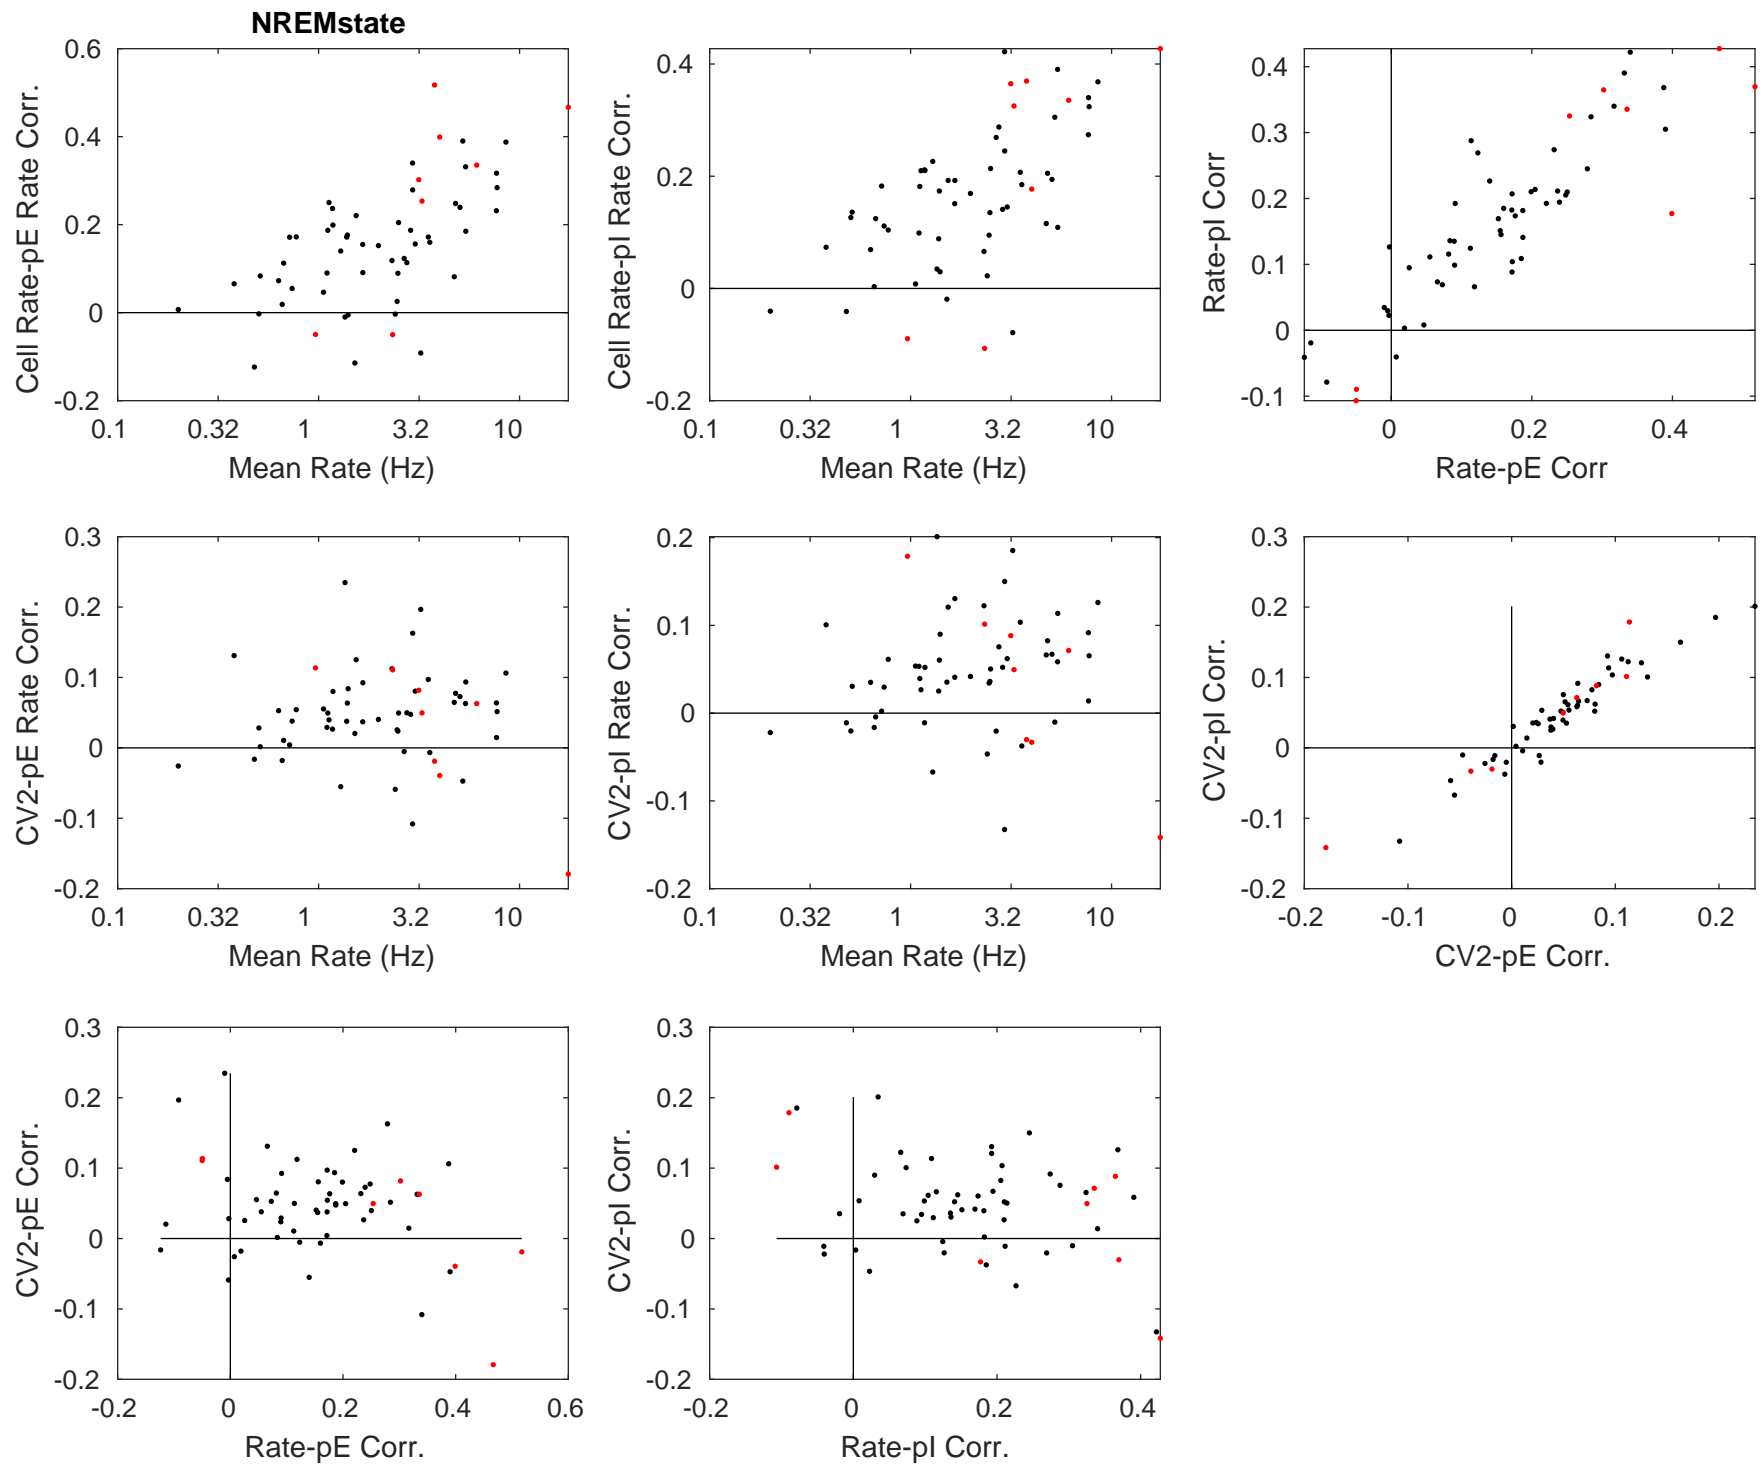 NREMstate
0.6
0.4
0.2
0
-0.2
0.1 0.32 1 3.2 10
Cell Rate-pE Rate Corr.
Mean Rate (Hz)
0.4
0.2
0
-0.2
0.1 0.32 1 3.2 10
Cell Rate-pI Rate Corr.
Mean Rate (Hz)
0.4
0.3
0.2
0.1
0
-0.1
0 0.2 0.4
Rate-pI Corr
Rate-pE Corr
0.3
0.2
0.1
0
-0.1
-0.2
0.1 0.32 1 3.2 10
CV2-pE Rate Corr.
Mean Rate (Hz)
0.2
0.1
0
-0.1
-0.2
0.1 0.32 1 3.2 10
CV2-pI Rate Corr.
Mean Rate (Hz)
0.3
0.2
0.1
0
-0.1
-0.2
-0.2 -0.1 0 0.1 0.2
CV2-pI Corr.
CV2-pE Corr.
0.3
0.2
0.1
0
-0.1
-0.2
-0.2 0 0.2 0.4 0.6
CV2-pE Corr.
Rate-pE Corr.
0.3
0.2
0.1
0
-0.1
-0.2
-0.2 0 0.2 0.4
CV2-pI Corr.
Rate-pI Corr.